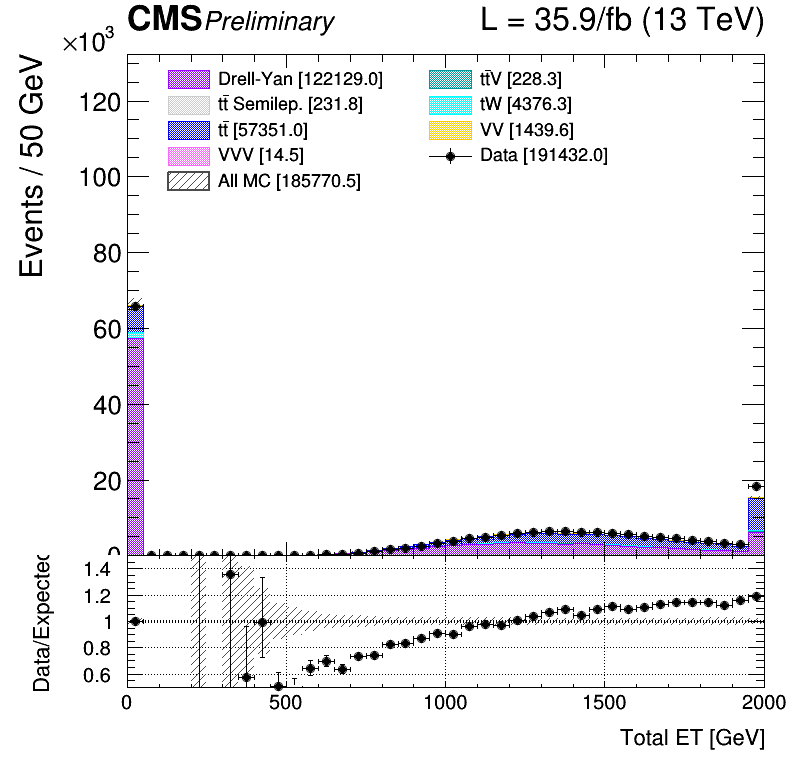 CMS Preliminary L = 35.9/fb (13 TeV)
×10³
Events / 50 GeV
120
100
80
60
40
20
0
Drell-Yan [122129.0]
tt̄ Semilep. [231.8]
tt̄ [57351.0]
VVV [14.5]
All MC [185770.5]
tt̄V [228.3]
tW [4376.3]
VV [1439.6]
Data [191432.0]
Data/Expected
1.4
1.2
1
0.8
0.6
0 500 1000 1500 2000
Total ET [GeV]